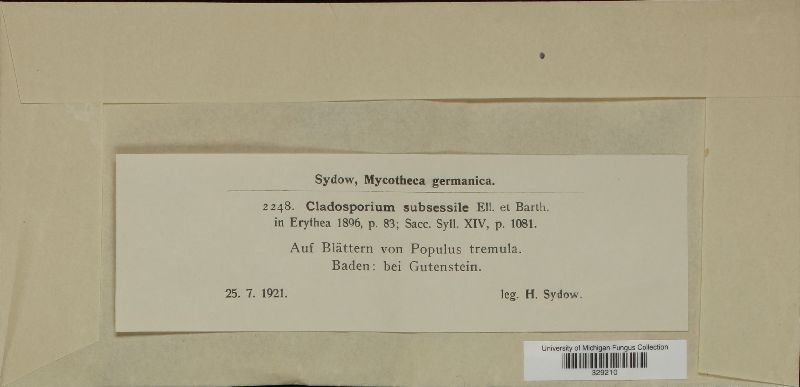 Sydow, Mycotheca germanica.
2248. Cladosporium subsessile Ell. et Barth.
in Erythea 1896, p. 83; Sacc. Syll. XIV, p. 1081.
Auf Blättern von Populus tremula.
Baden: bei Gutenstein.
25. 7. 1921. leg. H. Sydow.
University of Michigan Fungus Collection
329210